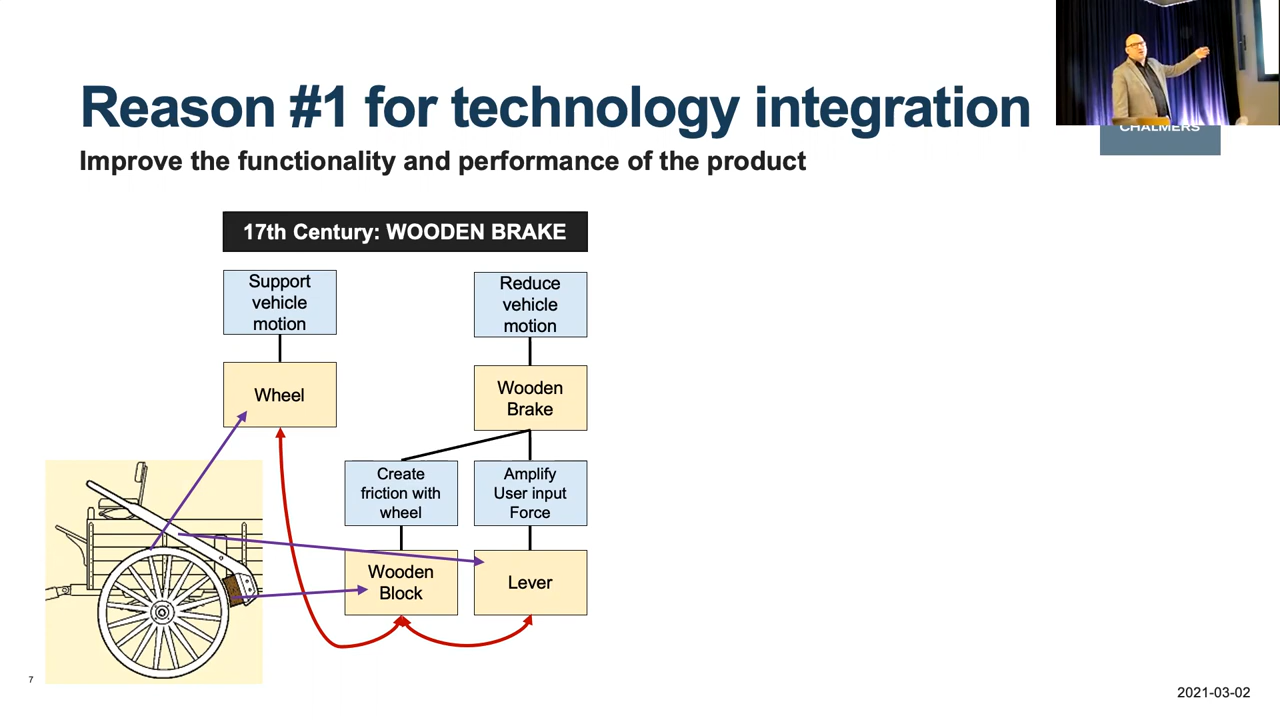 Reason #1 for technology integration
CHALMERS
Improve the functionality and performance of the product
17th Century: WOODEN BRAKE
Support
vehicle
motion
Reduce
vehicle
motion
Wheel
Wooden
Brake
Create
friction with
wheel
Amplify
User input
Force
Wooden
Block
Lever
7
2021-03-02